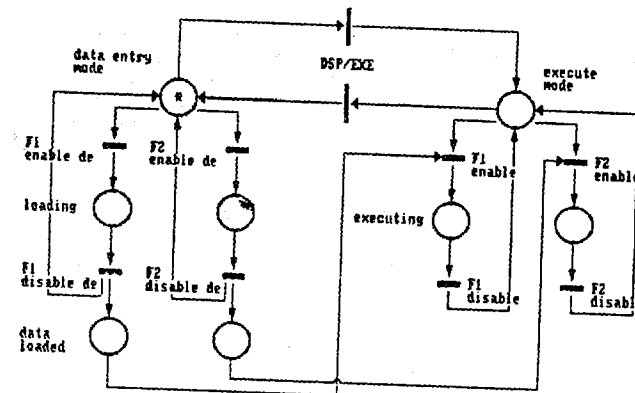 data entry
mode
*
DSP/EXE
execute
mode
F1
enable de
F2
enable de
F1
enable
F2
enable
loading
executing
F1
disable de
F2
disable de
F1
disable
F2
disabl
data
loaded